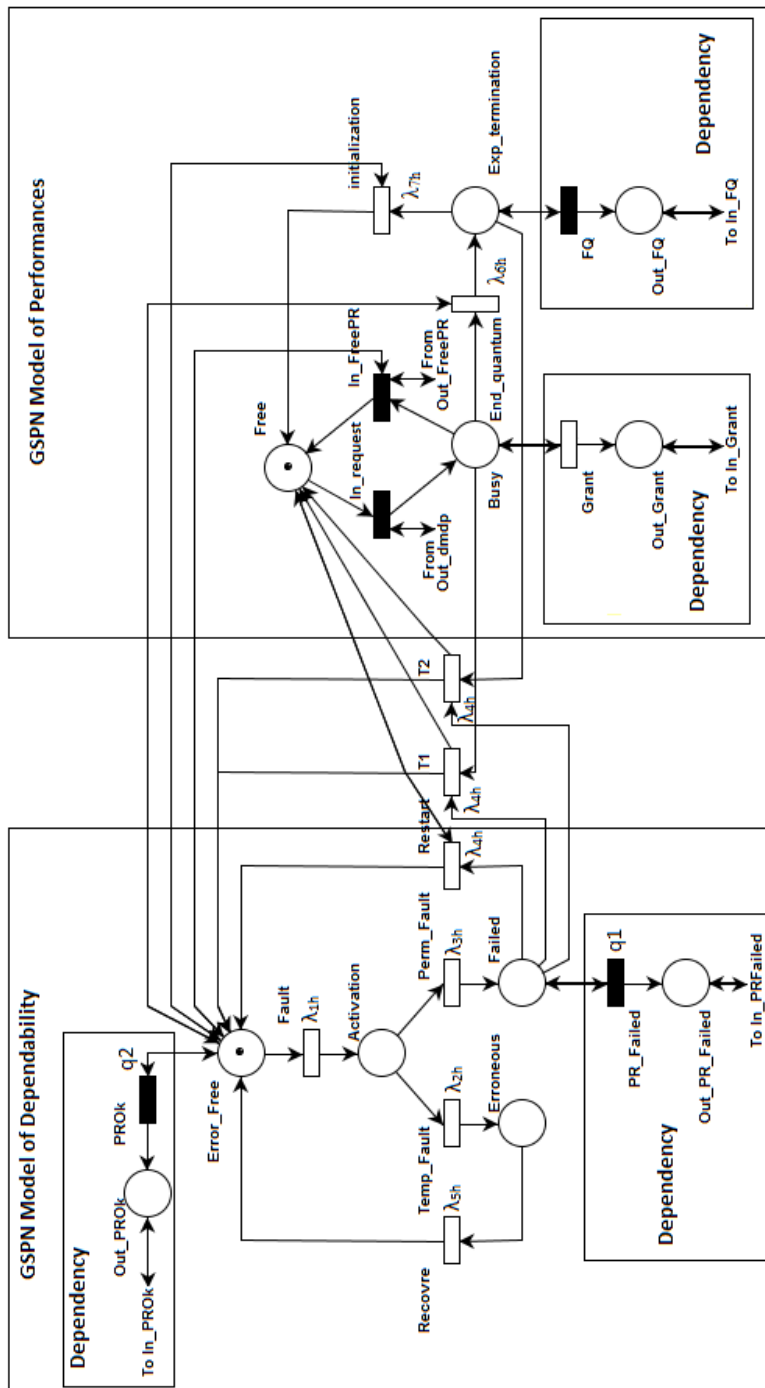 GSPN Model of Dependability
Dependency
To In_PROk
Out_PROk
PROk
q2
Error_Free
Fault
λ1h
Activation
Temp_Fault
λ2h
Perm_Fault
λ3h
Recovre
λ5h
Erroneous
Failed
Restart
λ4h
Dependency
PR_Failed
q1
Out_PR_Failed
To In_PRFailed
T1
λ4h
T2
λ4h
GSPN Model of Performances
Free
In_request
From
Out_dmdp
In_FreePR
From
Out_FreePR
Busy
End_quantum
λ6h
initialization
λ7h
Exp_termination
Dependency
Grant
Out_Grant
To In_Grant
Dependency
FQ
Out_FQ
To In_FQ